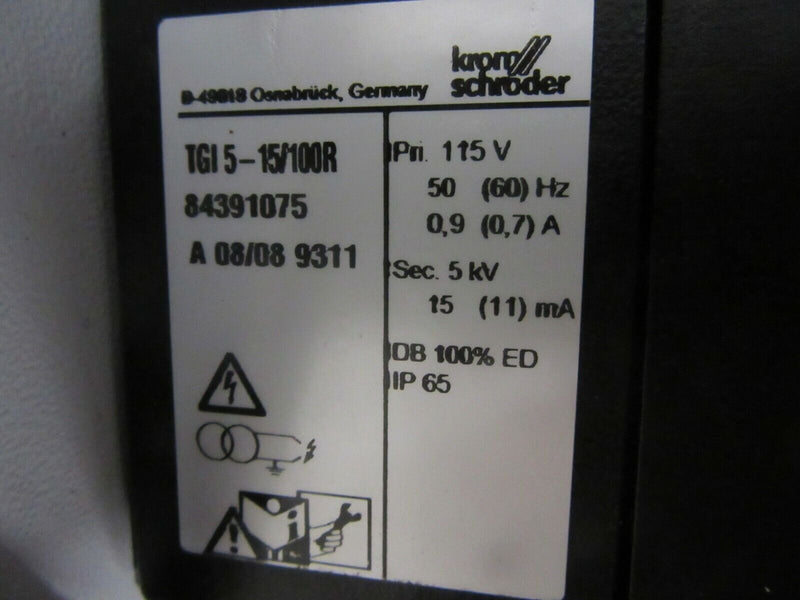 krom
schröder
D-49018 Osnabrück, Germany
TGI 5-15/100R
84391075
A 08/08 9311
Pri. 115 V
50 (60) Hz
0,9 (0,7) A
Sec. 5 kV
15 (11) mA
DB 100% ED
IP 65